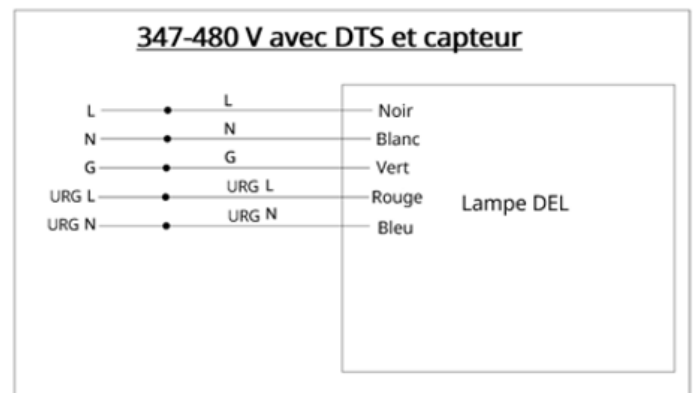 347-480 V avec DTS et capteur
L L Noir
N N Blanc
G G Vert
URG L URG L Rouge
Lampe DEL
URG N URG N Bleu